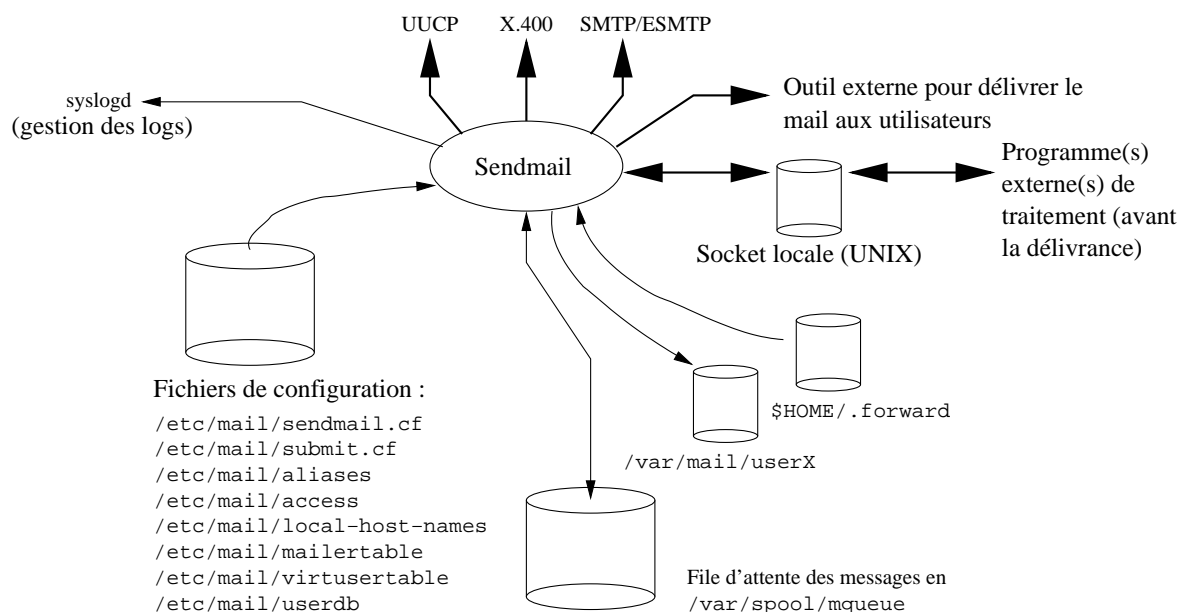 UUCP X.400 SMTP/ESMTP
syslogd
(gestion des logs)
Outil externe pour délivrer le
mail aux utilisateurs
Sendmail
Programme(s)
externe(s) de
traitement (avant
la délivrance)
Socket locale (UNIX)
Fichiers de configuration :
/etc/mail/sendmail.cf
/etc/mail/submit.cf
/etc/mail/aliases
/etc/mail/access
/etc/mail/local-host-names
/etc/mail/mailertable
/etc/mail/virtusertable
/etc/mail/userdb
$HOME/.forward
/var/mail/userX
File d'attente des messages en
/var/spool/mqueue